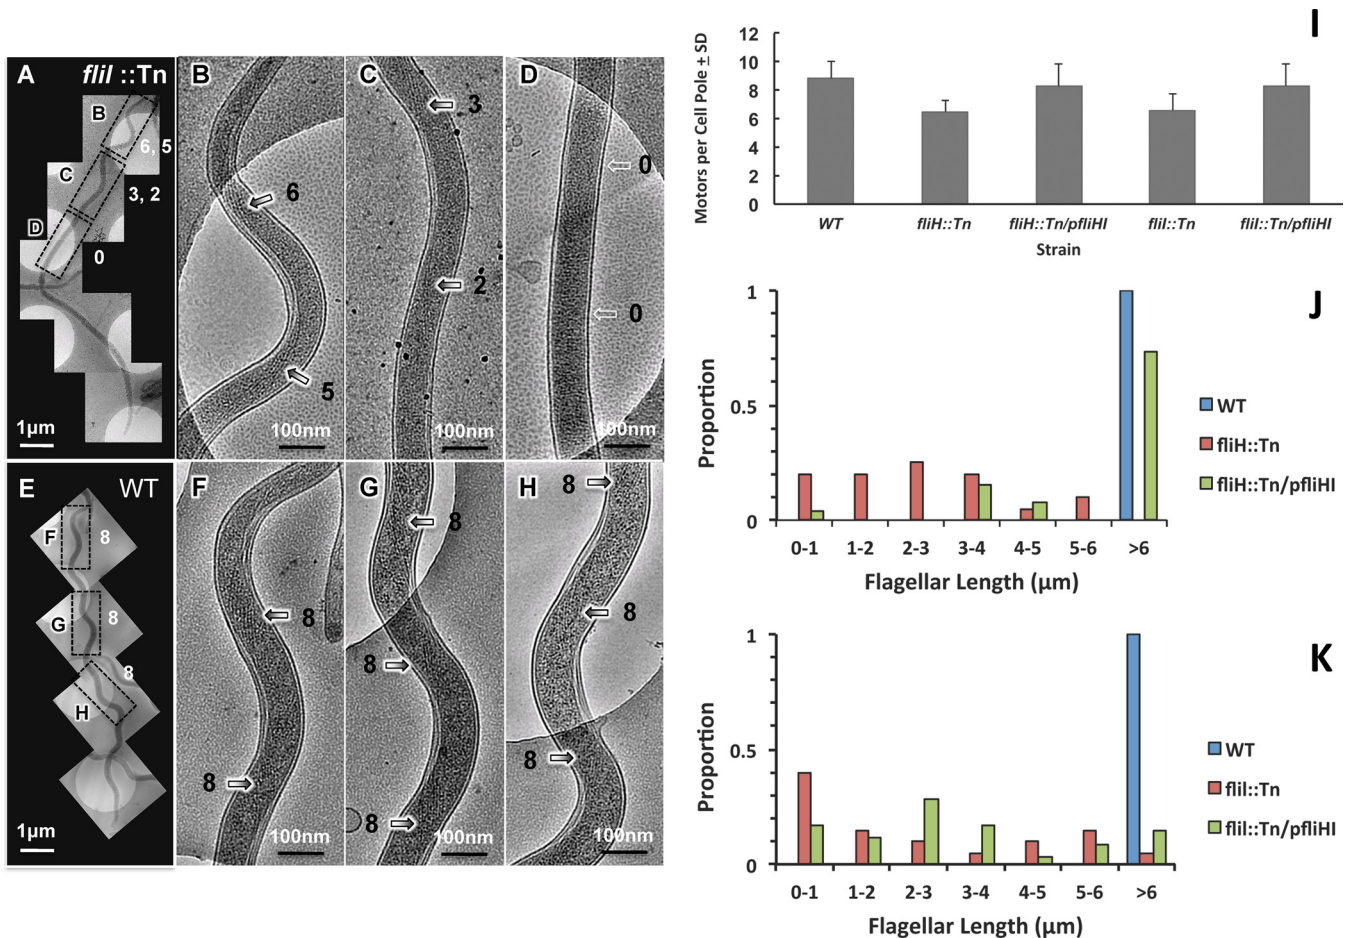 A
fliI ::Tn
B
6, 5
C
3, 2
D
0
1µm
B
6
5
100nm
C
3
2
100nm
D
0
0
100nm
E
WT
F
8
G
8
8
H
1µm
F
8
8
100nm
G
8
8
8
100nm
H
8
8
8
100nm
I
Motors per Cell Pole ± SD
12
10
8
6
4
2
0
WT
fliH::Tn
fliH::Tn/pfliHI
fliI::Tn
fliI::Tn/pfliHI
Strain
J
Proportion
1
0.5
0
0-1
1-2
2-3
3-4
4-5
5-6
>6
Flagellar Length (µm)
WT
fliH::Tn
fliH::Tn/pfliHI
K
Proportion
1
0.5
0
0-1
1-2
2-3
3-4
4-5
5-6
>6
Flagellar Length (µm)
WT
fliI::Tn
fliI::Tn/pfliHI